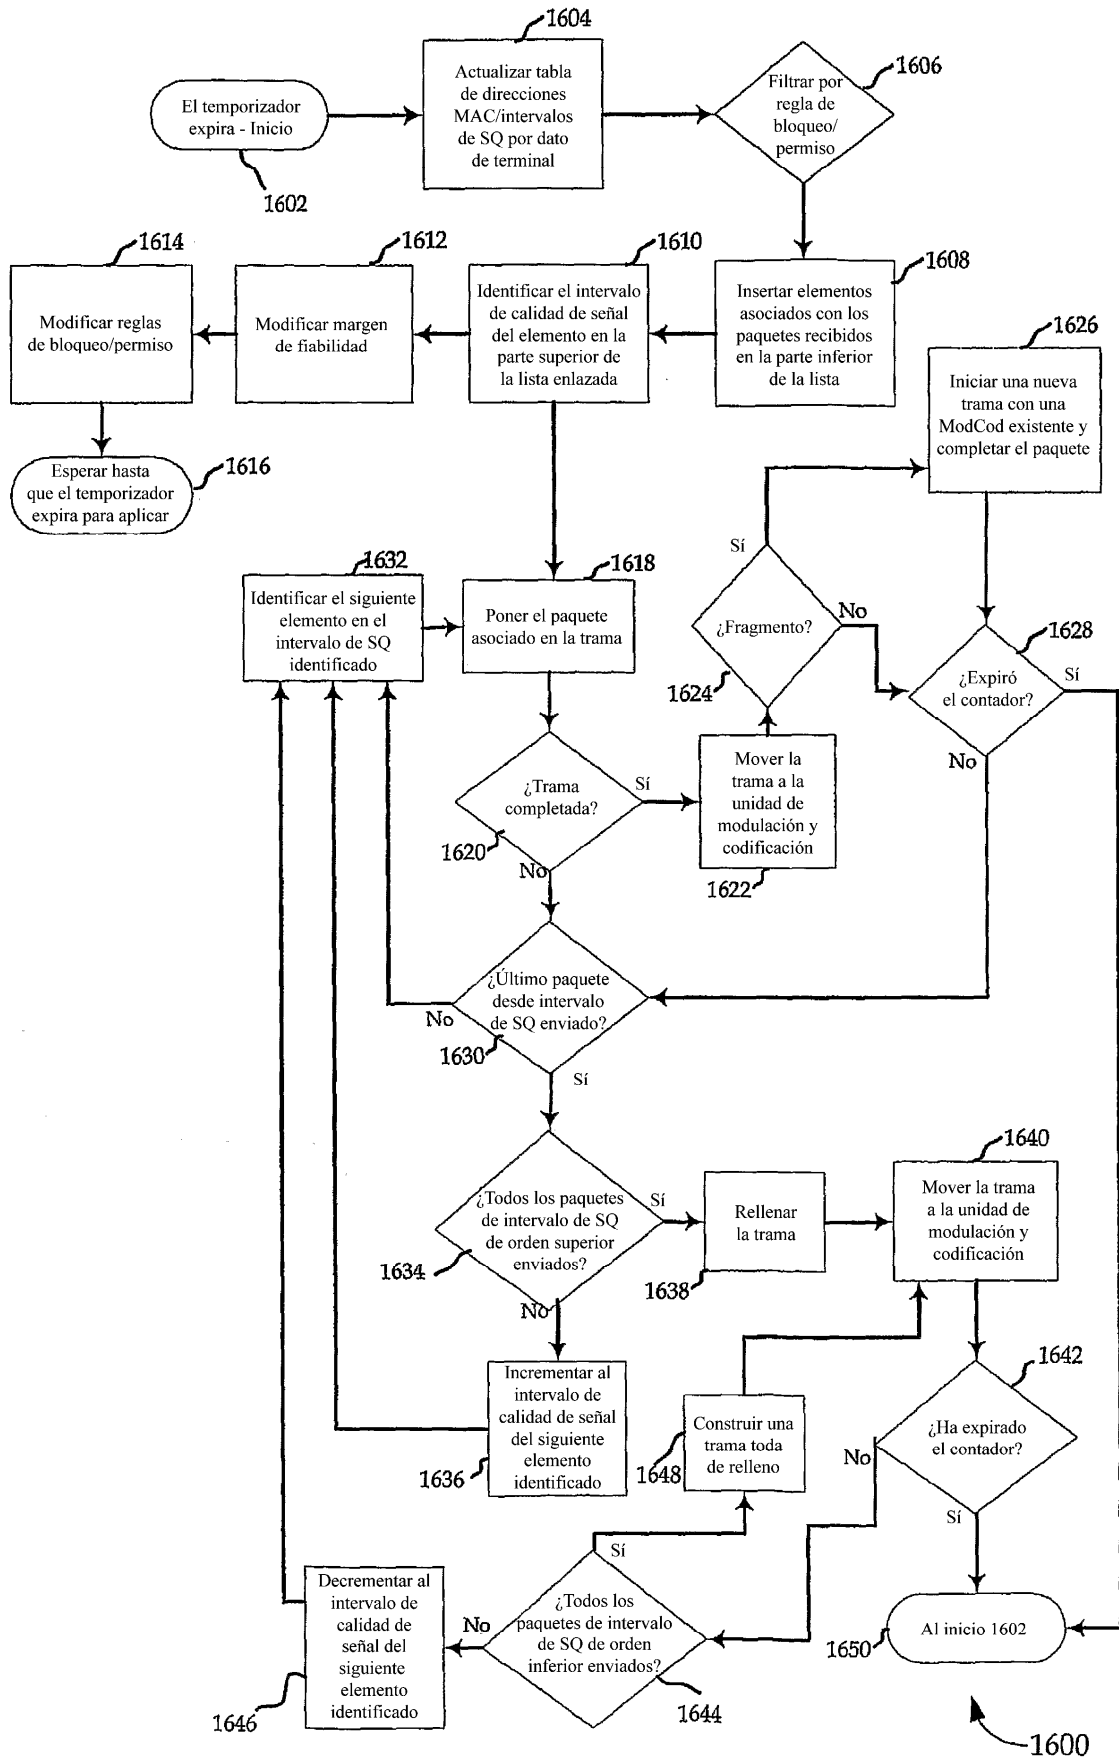 1604
Actualizar tabla
de direcciones
MAC/intervalos
de SQ por dato
de terminal
El temporizador
expira - Inicio
1602
1606
Filtrar por
regla de
bloqueo/
permiso
1614
Modificar reglas
de bloqueo/permiso
1612
Modificar margen
de fiabilidad
1610
Identificar el intervalo
de calidad de señal
del elemento en la
parte superior de
la lista enlazada
1608
Insertar elementos
asociados con los
paquetes recibidos
en la parte inferior
de la lista
1626
Iniciar una nueva
trama con una
ModCod existente y
completar el paquete
Esperar hasta
que el temporizador
expira para aplicar
1616
1632
Identificar el siguiente
elemento en el
intervalo de SQ
identificado
1618
Poner el paquete
asociado en la trama
Sí
¿Fragmento?
No
1624
1628
¿Expiró
el contador?
Sí
No
¿Trama
completada?
Sí
1620
No
Mover la
trama a la
unidad de
modulación y
codificación
1622
¿Último paquete
desde intervalo
de SQ enviado?
No
1630
Sí
¿Todos los paquetes
de intervalo de SQ
de orden superior
enviados?
Sí
1634
No
Rellenar
la trama
1638
1640
Mover la trama
a la unidad de
modulación y
codificación
Incrementar al
intervalo de
calidad de señal
del siguiente
elemento
identificado
1636
Construir una
trama toda
de relleno
1648
1642
¿Ha expirado
el contador?
No
Sí
Decrementar al
intervalo de
calidad de
señal del
siguiente
elemento
identificado
1646
No
Sí
¿Todos los
paquetes de intervalo
de SQ de orden
inferior enviados?
1644
Al inicio 1602
1650
1600